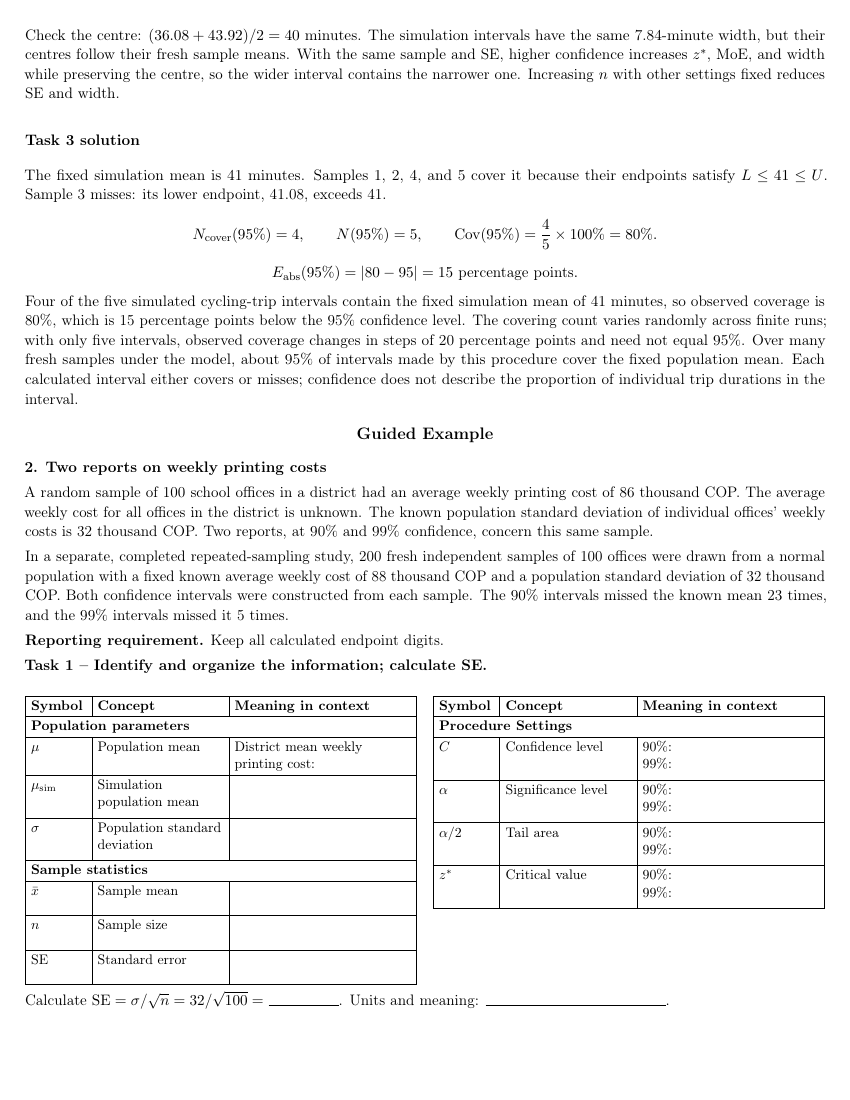 Check the centre: (36.08 + 43.92)/2 = 40 minutes. The simulation intervals have the same 7.84-minute width, but their
centres follow their fresh sample means. With the same sample and SE, higher confidence increases z*, MoE, and width
while preserving the centre, so the wider interval contains the narrower one. Increasing n with other settings fixed reduces
SE and width.
Task 3 solution
The fixed simulation mean is 41 minutes. Samples 1, 2, 4, and 5 cover it because their endpoints satisfy L ≤ 41 ≤ U.
Sample 3 misses: its lower endpoint, 41.08, exceeds 41.
N_cover(95%) = 4, N(95%) = 5, Cov(95%) = 4/5 × 100% = 80%.
E_abs(95%) = |80 − 95| = 15 percentage points.
Four of the five simulated cycling-trip intervals contain the fixed simulation mean of 41 minutes, so observed coverage is
80%, which is 15 percentage points below the 95% confidence level. The covering count varies randomly across finite runs;
with only five intervals, observed coverage changes in steps of 20 percentage points and need not equal 95%. Over many
fresh samples under the model, about 95% of intervals made by this procedure cover the fixed population mean. Each
calculated interval either covers or misses; confidence does not describe the proportion of individual trip durations in the
interval.
Guided Example
2. Two reports on weekly printing costs
A random sample of 100 school offices in a district had an average weekly printing cost of 86 thousand COP. The average
weekly cost for all offices in the district is unknown. The known population standard deviation of individual offices' weekly
costs is 32 thousand COP. Two reports, at 90% and 99% confidence, concern this same sample.
In a separate, completed repeated-sampling study, 200 fresh independent samples of 100 offices were drawn from a normal
population with a fixed known average weekly cost of 88 thousand COP and a population standard deviation of 32 thousand
COP. Both confidence intervals were constructed from each sample. The 90% intervals missed the known mean 23 times,
and the 99% intervals missed it 5 times.
Reporting requirement. Keep all calculated endpoint digits.
Task 1 – Identify and organize the information; calculate SE.
Symbol Concept Meaning in context
Population parameters
μ Population mean District mean weekly
printing cost:
μ_sim Simulation
population mean
σ Population standard
deviation
Sample statistics
x̄ Sample mean
n Sample size
SE Standard error
Symbol Concept Meaning in context
Procedure Settings
C Confidence level 90%:
99%:
α Significance level 90%:
99%:
α/2 Tail area 90%:
99%:
z* Critical value 90%:
99%:
Calculate SE = σ/√n = 32/√100 = ________. Units and meaning: ____________________.